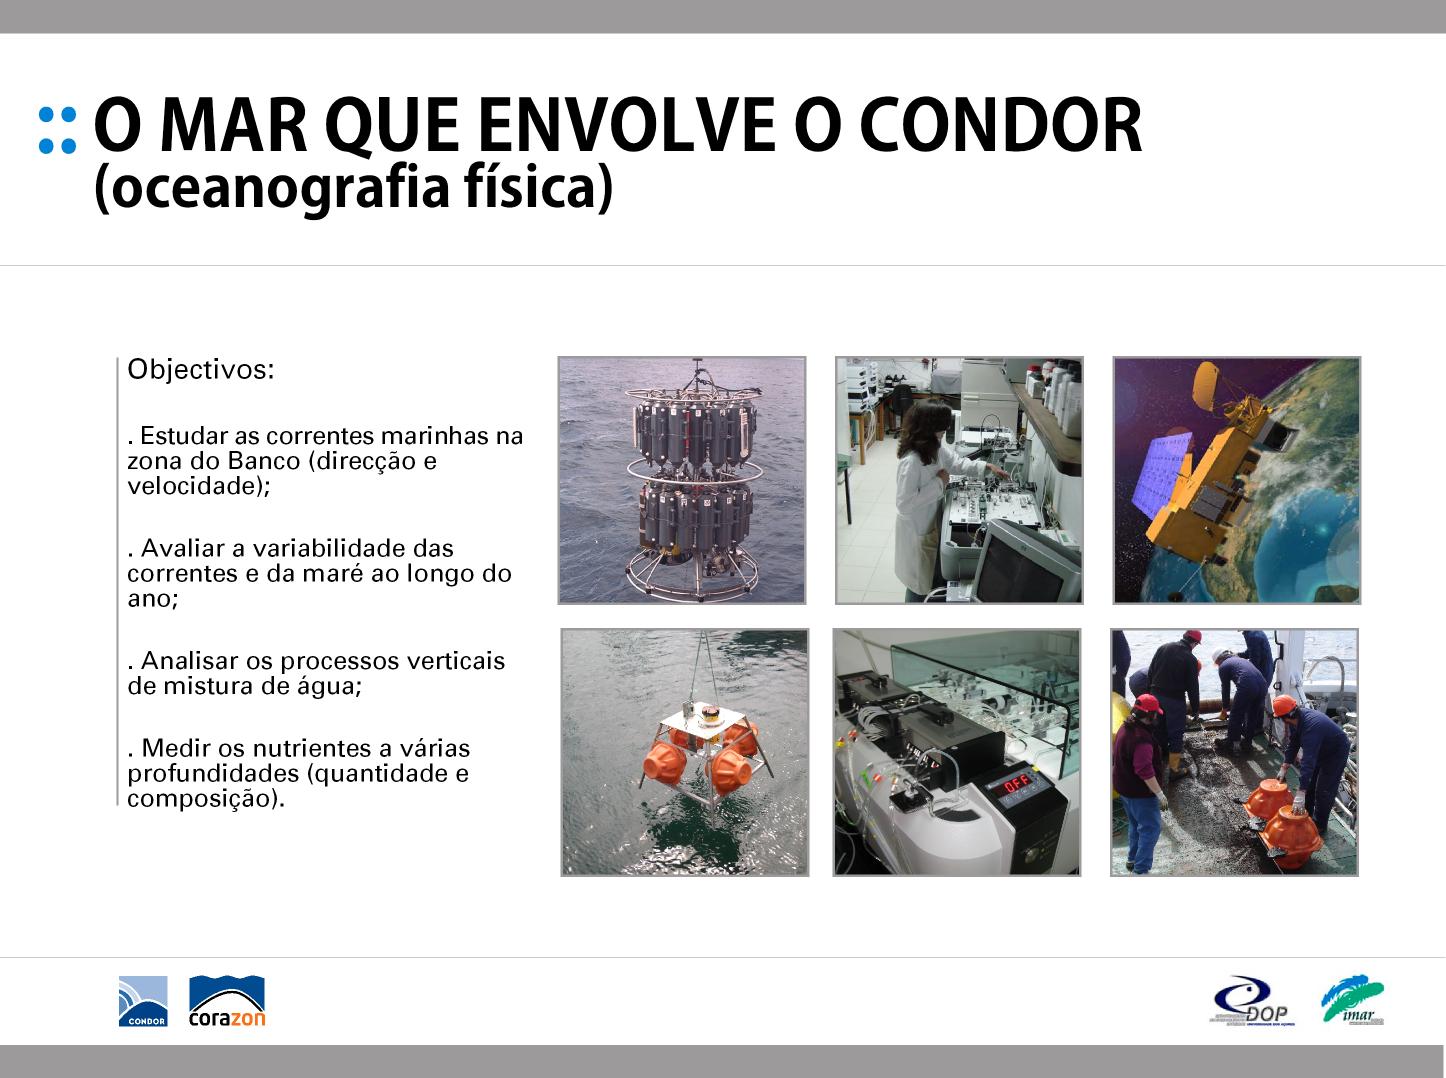 O MAR QUE ENVOLVE O CONDOR
(oceanografia física)
Objectivos:
. Estudar as correntes marinhas na
zona do Banco (direcção e
velocidade);
. Avaliar a variabilidade das
correntes e da maré ao longo do
ano;
. Analisar os processos verticais
de mistura de água;
. Medir os nutrientes a várias
profundidades (quantidade e
composição).
OFF
CONDOR
corazon
DOP
imar